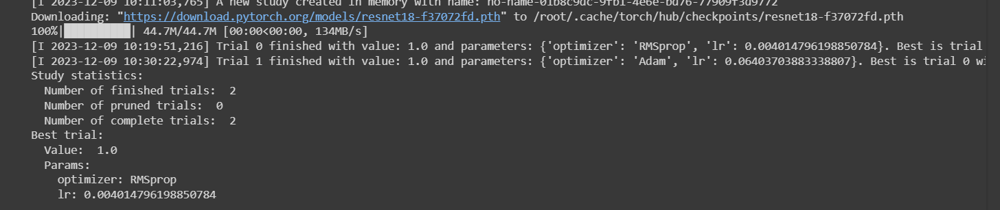 [I 2023-12-09 10:11:03,765] A new study created in memory with name: no-name-01b8c9dc-9fb1-4e6e-bd76-77909f3d9772
Downloading: "https://download.pytorch.org/models/resnet18-f37072fd.pth" to /root/.cache/torch/hub/checkpoints/resnet18-f37072fd.pth
100%|██████████| 44.7M/44.7M [00:00<00:00, 134MB/s]
[I 2023-12-09 10:19:51,216] Trial 0 finished with value: 1.0 and parameters: {'optimizer': 'RMSprop', 'lr': 0.004014796198850784}. Best is trial
[I 2023-12-09 10:30:22,974] Trial 1 finished with value: 1.0 and parameters: {'optimizer': 'Adam', 'lr': 0.06403703883338807}. Best is trial 0 wi
Study statistics:
Number of finished trials:  2
Number of pruned trials:  0
Number of complete trials:  2
Best trial:
Value:  1.0
Params:
optimizer: RMSprop
lr: 0.004014796198850784